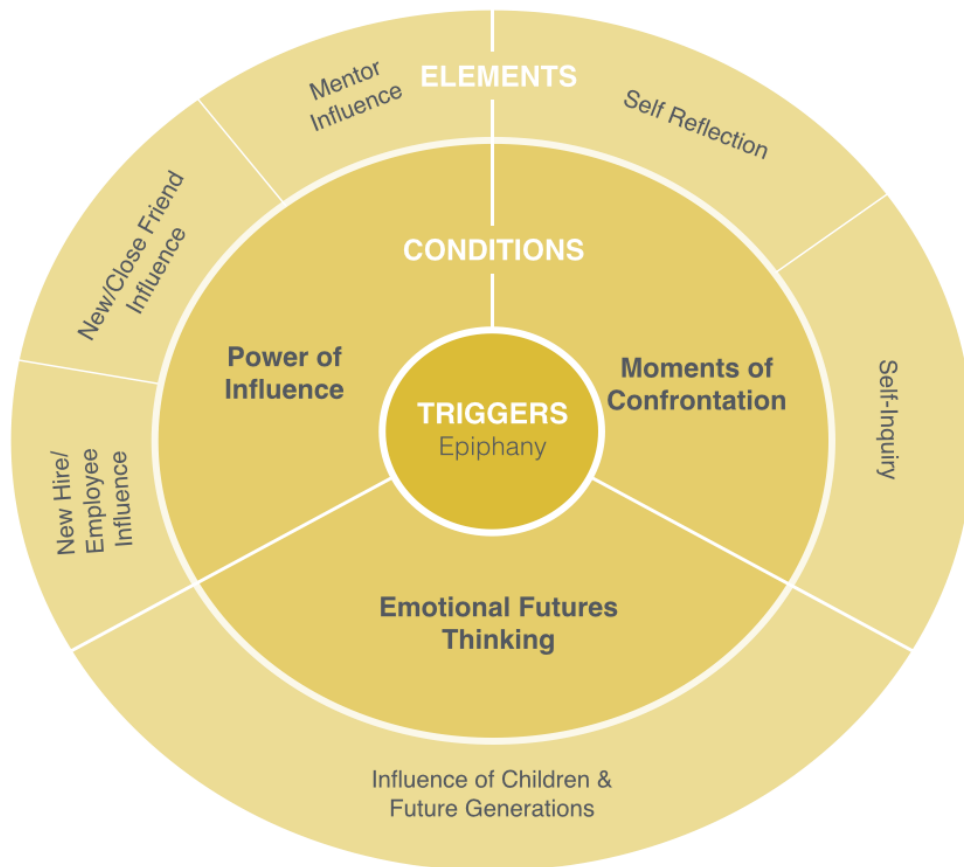 ELEMENTS
Mentor
Influence
Self Reflection
New/Close Friend
Influence
CONDITIONS
Power of
Influence
Moments of
Confrontation
Self-Inquiry
TRIGGERS
Epiphany
New Hire/
Employee
Influence
Emotional Futures
Thinking
Influence of Children &
Future Generations